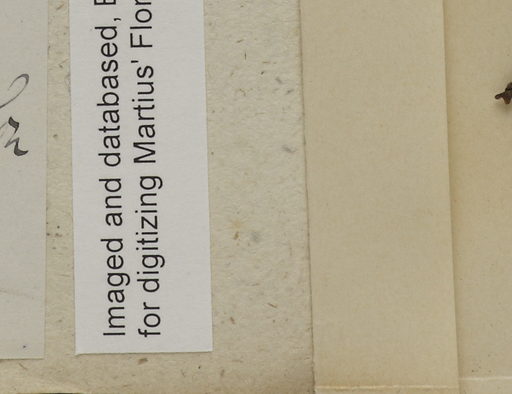 Imaged and databased,
for digitizing Martius' Flor